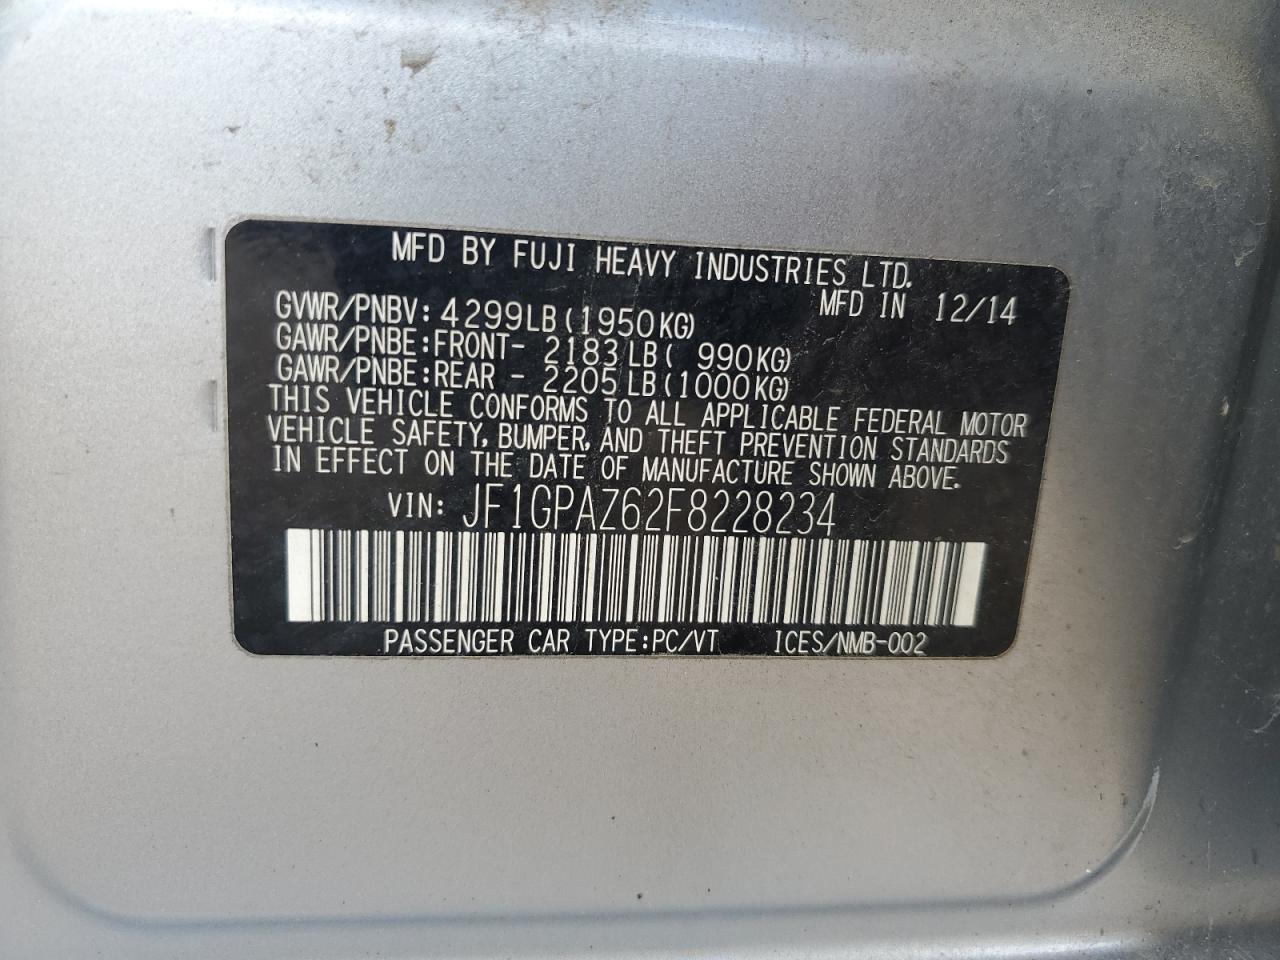 MFD BY FUJI HEAVY INDUSTRIES LTD.
MFD IN 12/14
GVWR/PNBV: 4299LB(1950KG)
GAWR/PNBE:FRONT- 2183LB( 990KG)
GAWR/PNBE:REAR - 2205LB(1000KG)
THIS VEHICLE CONFORMS TO ALL APPLICABLE FEDERAL MOTOR
VEHICLE SAFETY, BUMPER, AND THEFT PREVENTION STANDARDS
IN EFFECT ON THE DATE OF MANUFACTURE SHOWN ABOVE.
VIN: JF1GPAZ62F8228234
PASSENGER CAR TYPE:PC/VT ICES/NMB-002